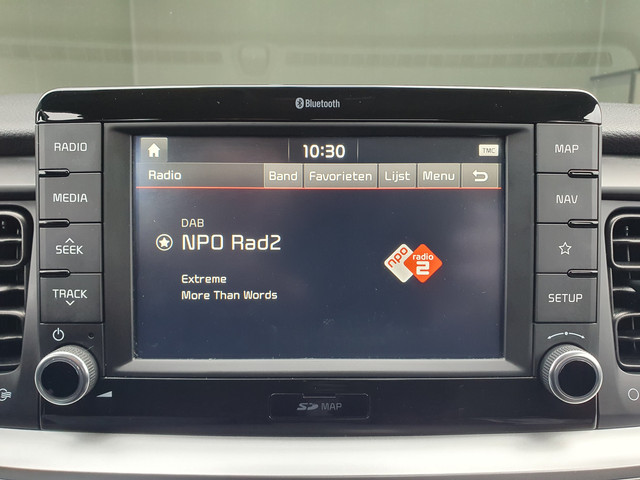 Bluetooth
RADIO
MEDIA
SEEK
TRACK
10:30
TMC
Radio
Band
Favorieten
Lijst
Menu
DAB
NPO Rad2
Extreme
More Than Words
npo
radio
2
MAP
NAV
SETUP
SD MAP